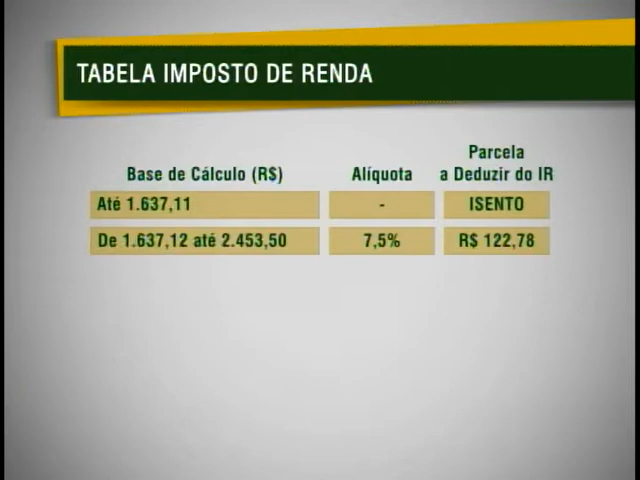 TABELA IMPOSTO DE RENDA
Parcela
Base de Cálculo (R$) Alíquota a Deduzir do IR
Até 1.637,11 - ISENTO
De 1.637,12 até 2.453,50 7,5% R$ 122,78